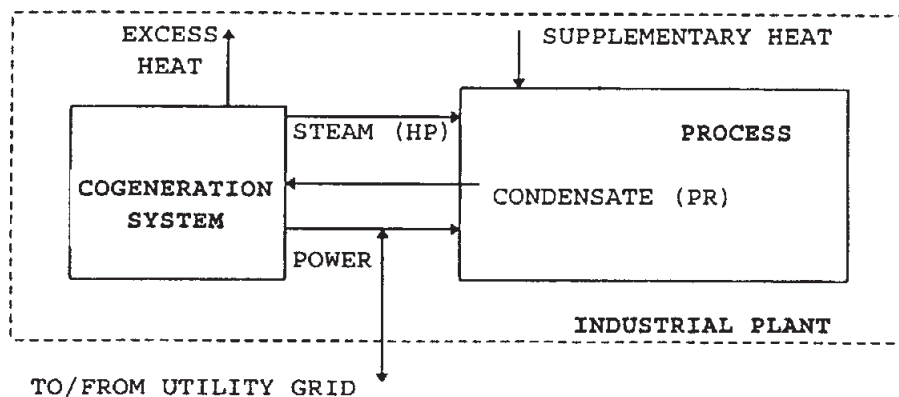 EXCESS
HEAT
SUPPLEMENTARY HEAT
STEAM (HP)
PROCESS
COGENERATION
SYSTEM
CONDENSATE (PR)
POWER
INDUSTRIAL PLANT
TO/FROM UTILITY GRID